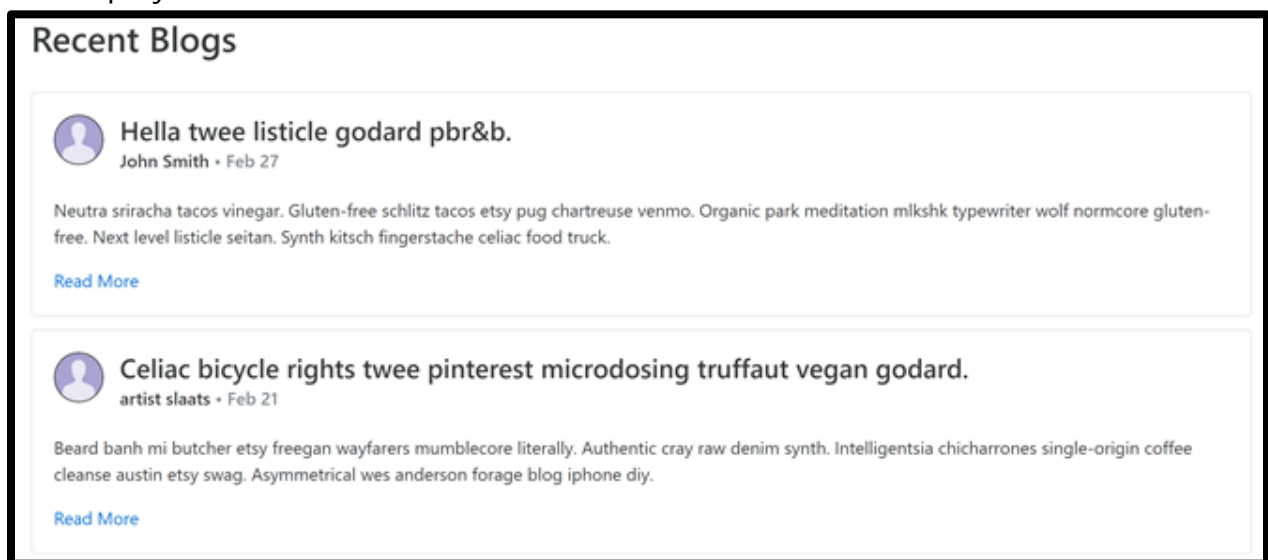 Recent Blogs
Hella twee listicle godard pbr&b.
John Smith • Feb 27
Neutra sriracha tacos vinegar. Gluten-free schlitz tacos etsy pug chartreuse venmo. Organic park meditation mlkshk typewriter wolf normcore gluten-
free. Next level listicle seitan. Synth kitsch fingerstache celiac food truck.
Read More
Celiac bicycle rights twee pinterest microdosing truffaut vegan godard.
artist slaats • Feb 21
Beard banh mi butcher etsy freegan wayfarers mumblecore literally. Authentic cray raw denim synth. Intelligentsia chicharrones single-origin coffee
cleanse austin etsy swag. Asymmetrical wes anderson forage blog iphone diy.
Read More